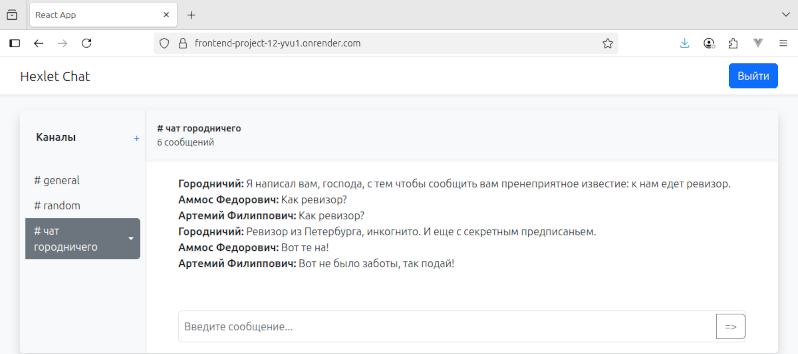 React App
frontend-project-12-yvu1.onrender.com
Hexlet Chat
Выйти
Каналы +
# general
# random
# чат
городничего
# чат городничего
6 сообщений
Городничий: Я написал вам, господа, с тем чтобы сообщить вам пренеприятное известие: к нам едет ревизор.
Аммос Федорович: Как ревизор?
Артемий Филиппович: Как ревизор?
Городничий: Ревизор из Петербурга, инкогнито. И еще с секретным предписаньем.
Аммос Федорович: Вот те на!
Артемий Филиппович: Вот не было заботы, так подай!
Введите сообщение... =>